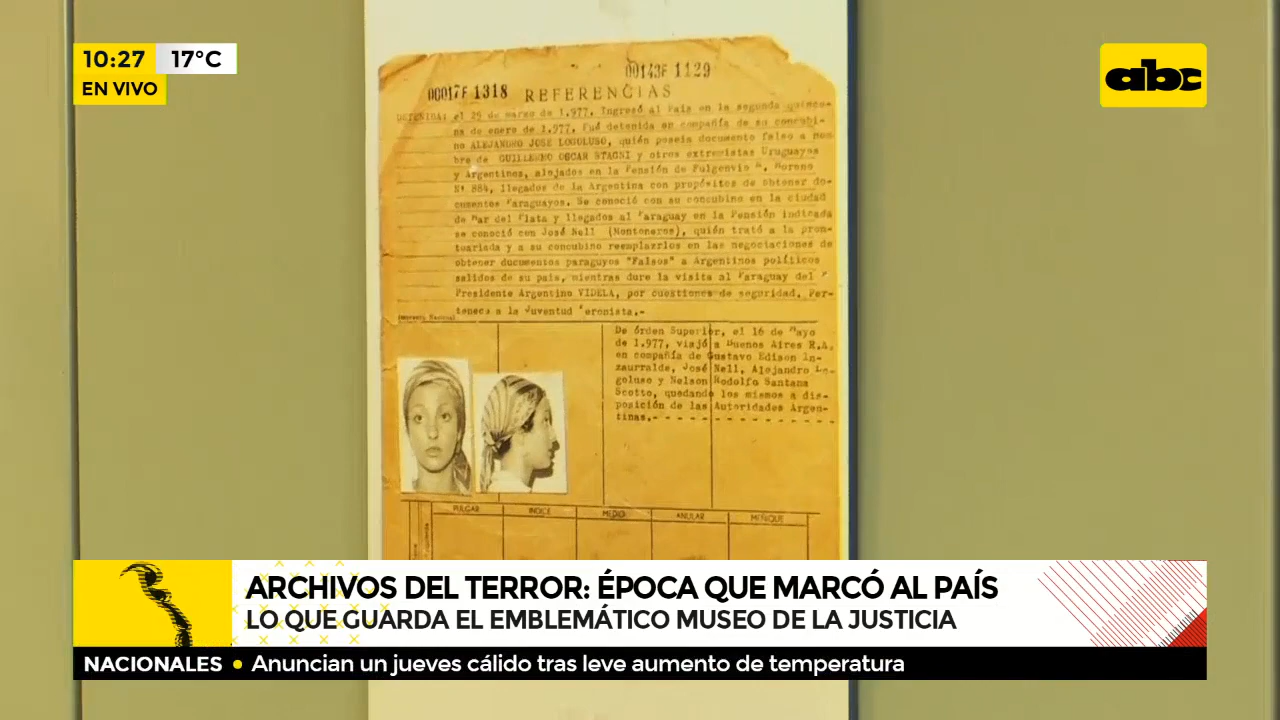 10:27 17°C
EN VIVO
abc
00143F 1129
00017F 1318 REFERENCIAS
DETENIDA: el 29 de marzo de 1.977. Ingresó al País en la segunda quince-
na de enero de 1.977. Fué detenida en compañía de su concubi-
no ALEJANDRO JOSE LOGOLUSO, quién poseia documento falso a nom
bre de GUILLERMO OSCAR STAGNI y otros extremistas Uruguayos
y Argentinos, alojados en la Pensión de Fulgencio R. Moreno
Nº 884, llegados de la Argentina con propósitos de obtener do-
cumentos Paraguayos. Se conoció con su concubino en la ciudad
de Mar del Plata y llegados al Paraguay en la Pensión indicada
se conoció con José Nell (Montoneros), quién trató a la pron-
tuariada y a su concubino reemplazrlos en las negociaciones de
obtener documentos paraguyos "Falsos" a Argentinos políticos
salidos de su país, mientras dure la visita al Paraguay del
Presidente Argentino VIDELA, por cuestiones de seguridad. Per-
tenece a la Juventud Peronista.-
Imprenta Nacional
De órden Superior, el 16 de Mayo
de 1.977, viajó a Buenos Aires R.A.
en compañía de Gustavo Edison In-
zaurralde, José Nell, Alejandro Lo-
goluso y Nelson Rodolfo Santana
Scotto, quedando los mismos a dis-
posición de las Autoridades Argen-
tinas.- - - - - - - - - - - - -
PULGAR INDICE MEDIO ANULAR MEÑIQUE
ARCHIVOS DEL TERROR: ÉPOCA QUE MARCÓ AL PAÍS
LO QUE GUARDA EL EMBLEMÁTICO MUSEO DE LA JUSTICIA
NACIONALES • Anuncian un jueves cálido tras leve aumento de temperatura